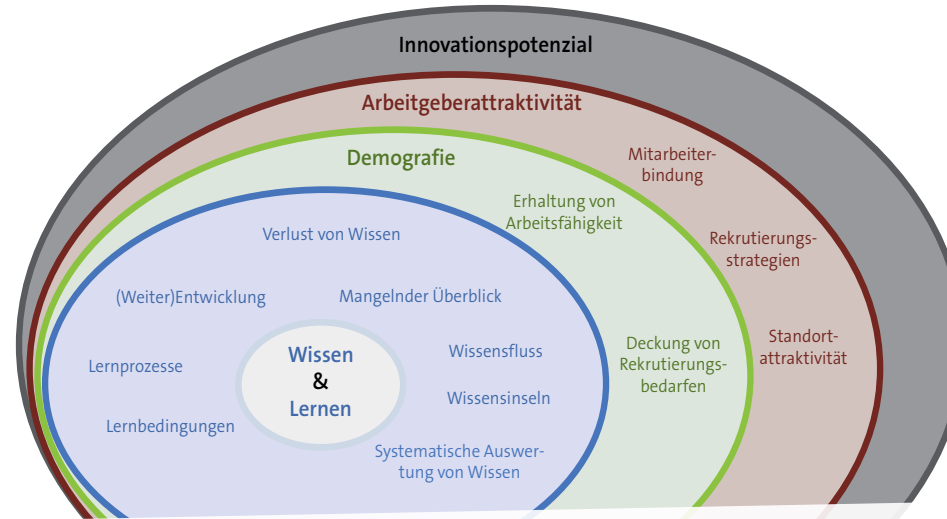 Innovationspotenzial
Arbeitgeberattraktivität
Mitarbeiter-
bindung
Demografie
Erhaltung von
Arbeitsfähigkeit
Verlust von Wissen
Rekrutierungs-
strategien
(Weiter)Entwicklung
Mangelnder Überblick
Standort-
attraktivität
Deckung von
Rekrutierungs-
bedarfen
Wissen
&
Lernen
Wissensfluss
Lernprozesse
Wissensinseln
Lernbedingungen
Systematische Auswer-
tung von Wissen